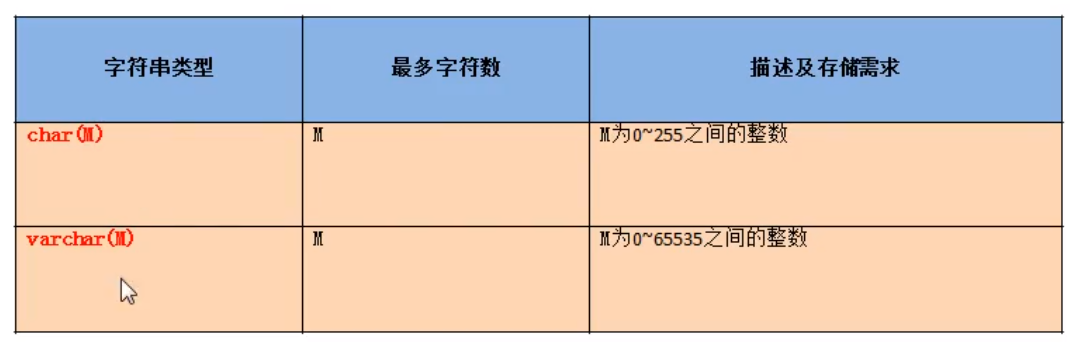 字符串类型 最多字符数 描述及存储需求
char(M) M M为0~255之间的整数
varchar(M) M M为0~65535之间的整数